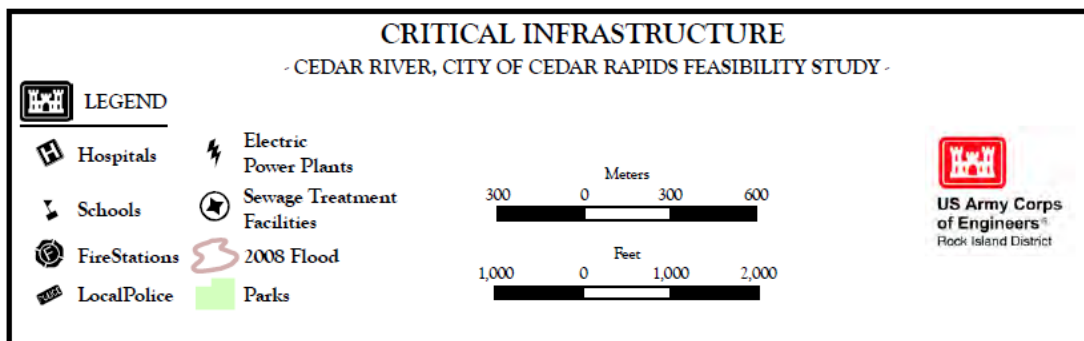 CRITICAL INFRASTRUCTURE
- CEDAR RIVER, CITY OF CEDAR RAPIDS FEASIBILITY STUDY -
LEGEND
H Hospitals
Schools
F FireStations
POLICE LocalPolice
Electric
Power Plants
Sewage Treatment
Facilities
2008 Flood
Parks
Meters
300 0 300 600
Feet
1,000 0 1,000 2,000
US Army Corps
of Engineers®
Rock Island District